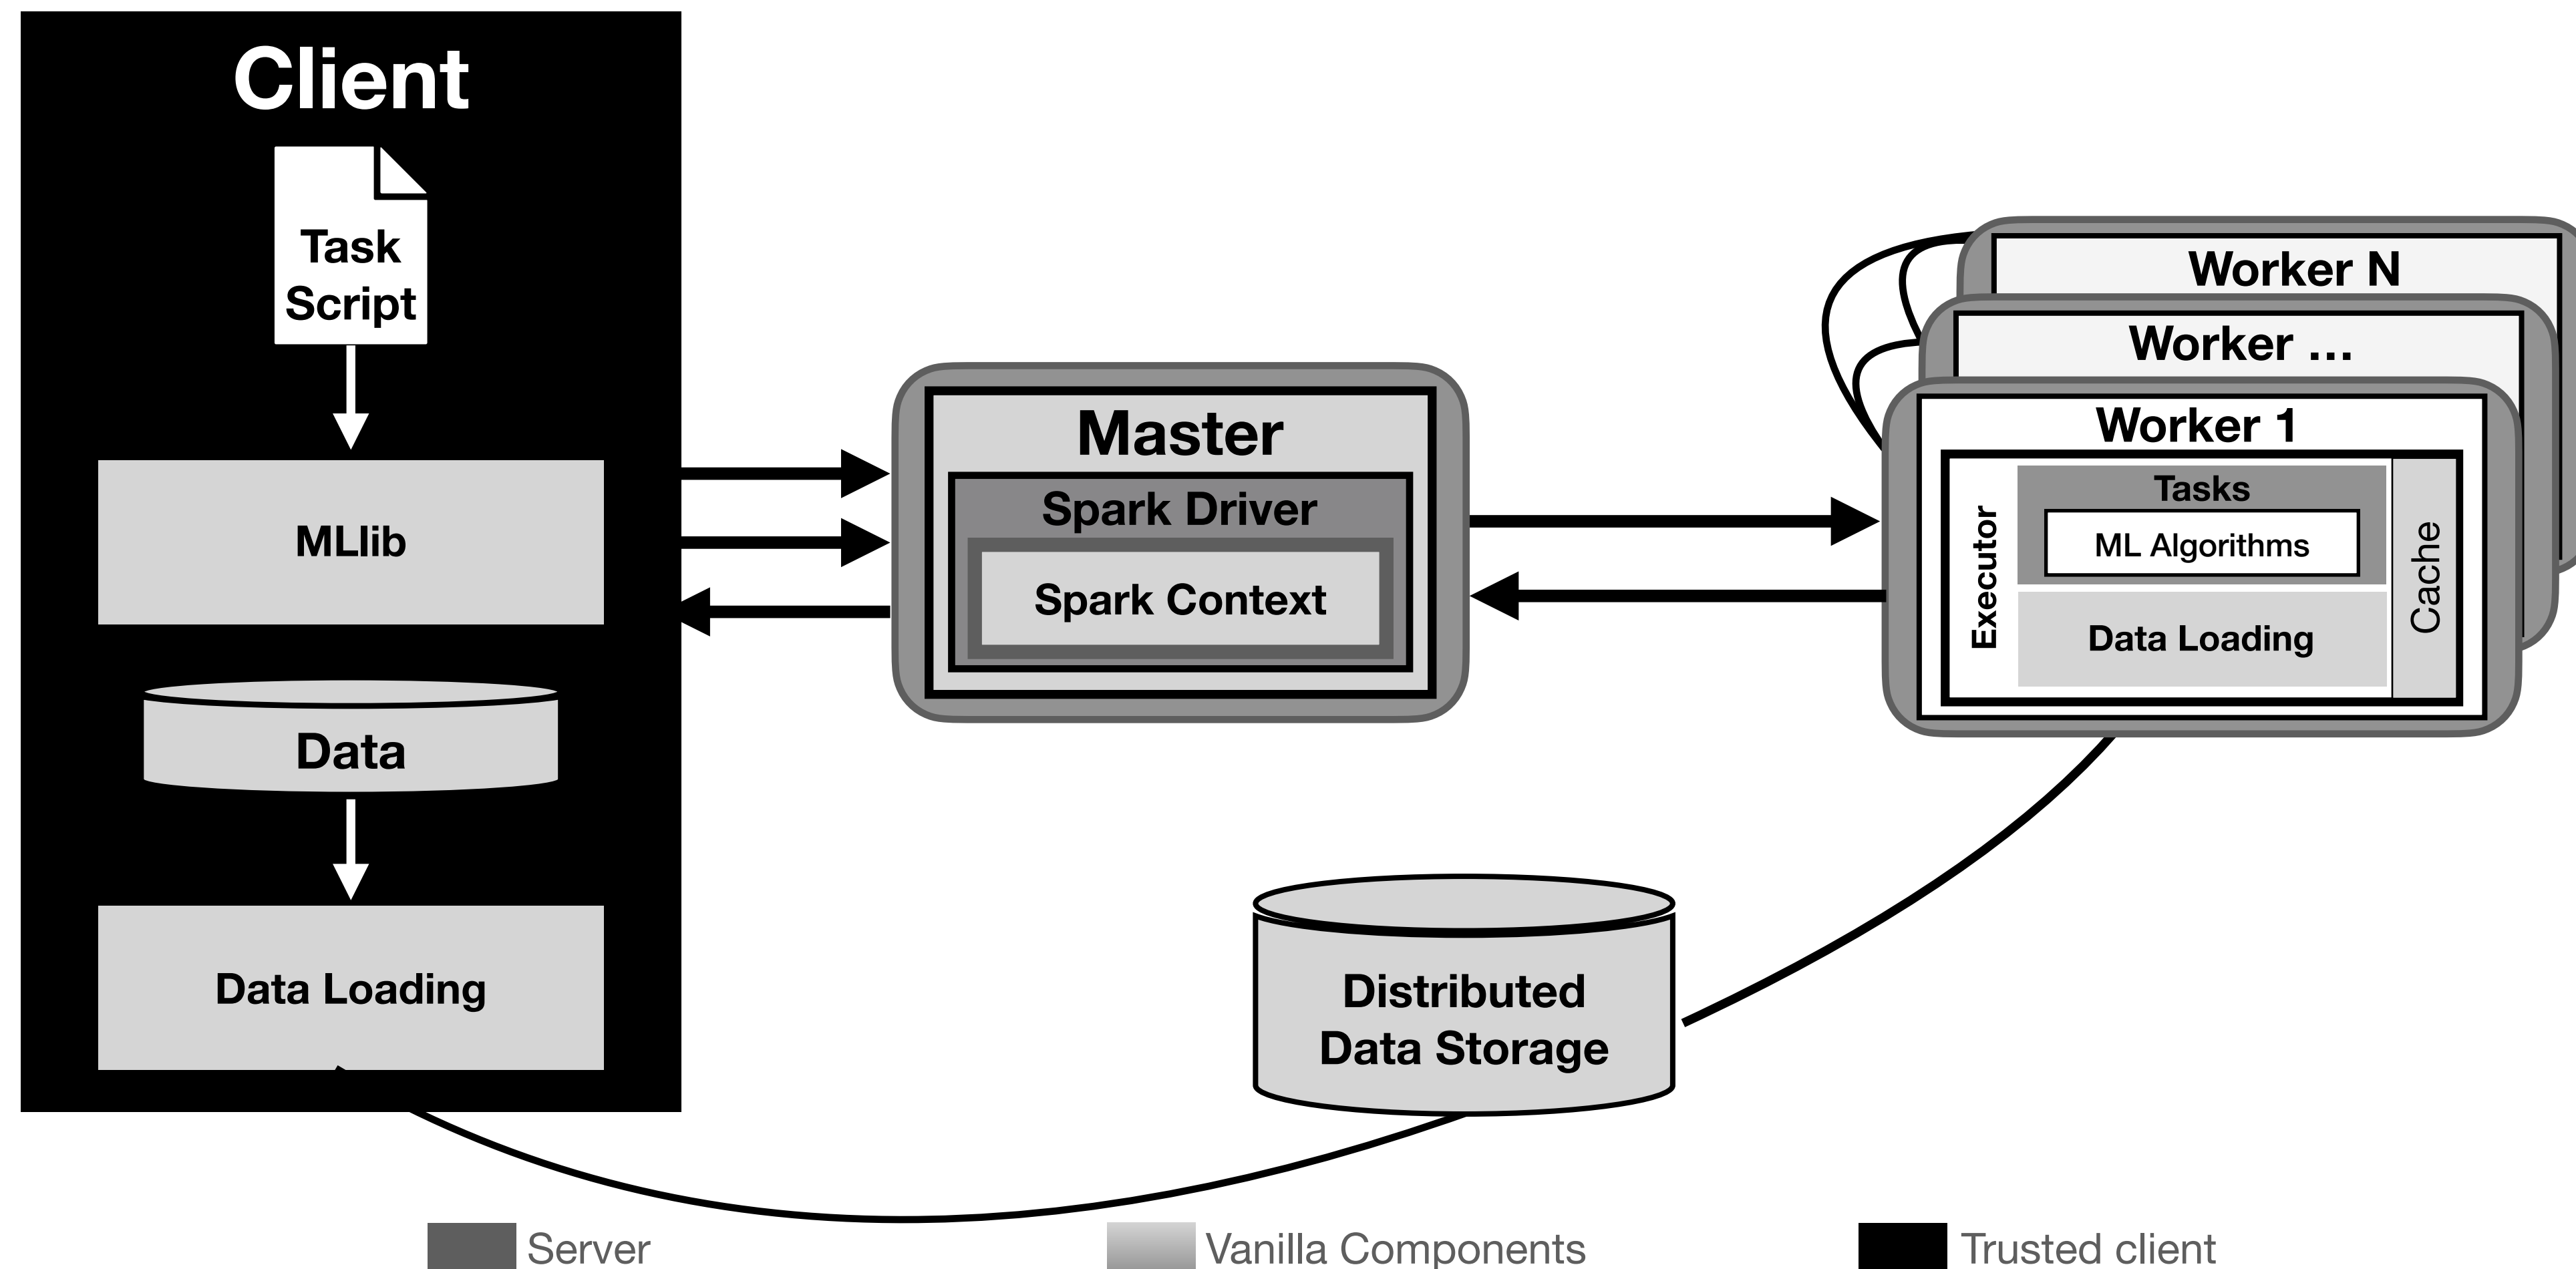 Client
Task
Script
MLlib
Data
Data Loading
Master
Spark Driver
Spark Context
Worker N
Worker ...
Worker 1
Executor
Tasks
ML Algorithms
Data Loading
Cache
Distributed
Data Storage
Server
Vanilla Components
Trusted client